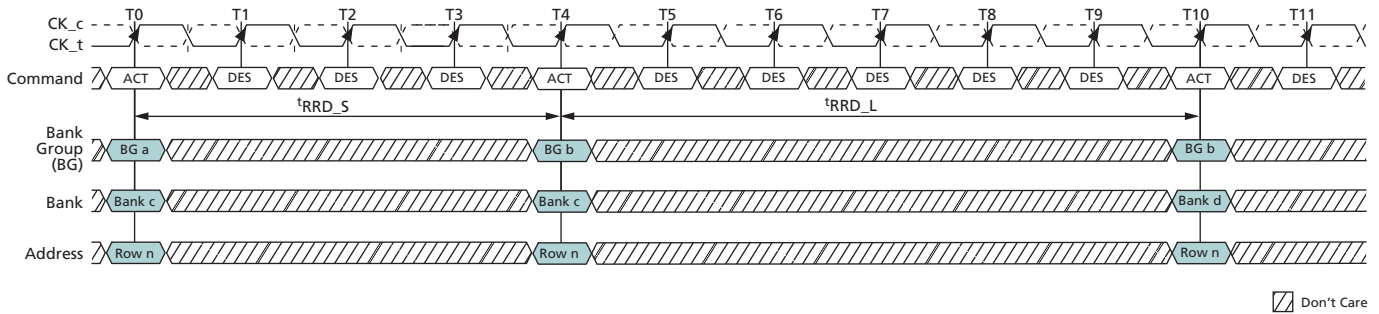 T0 T1 T2 T3 T4 T5 T6 T7 T8 T9 T10 T11
CK_c
CK_t
Command ACT DES DES DES ACT DES DES DES DES DES ACT DES
tRRD_S tRRD_L
Bank
Group
(BG)
BG a BG b BG b
Bank Bank c Bank c Bank d
Address Row n Row n Row n
Don't Care